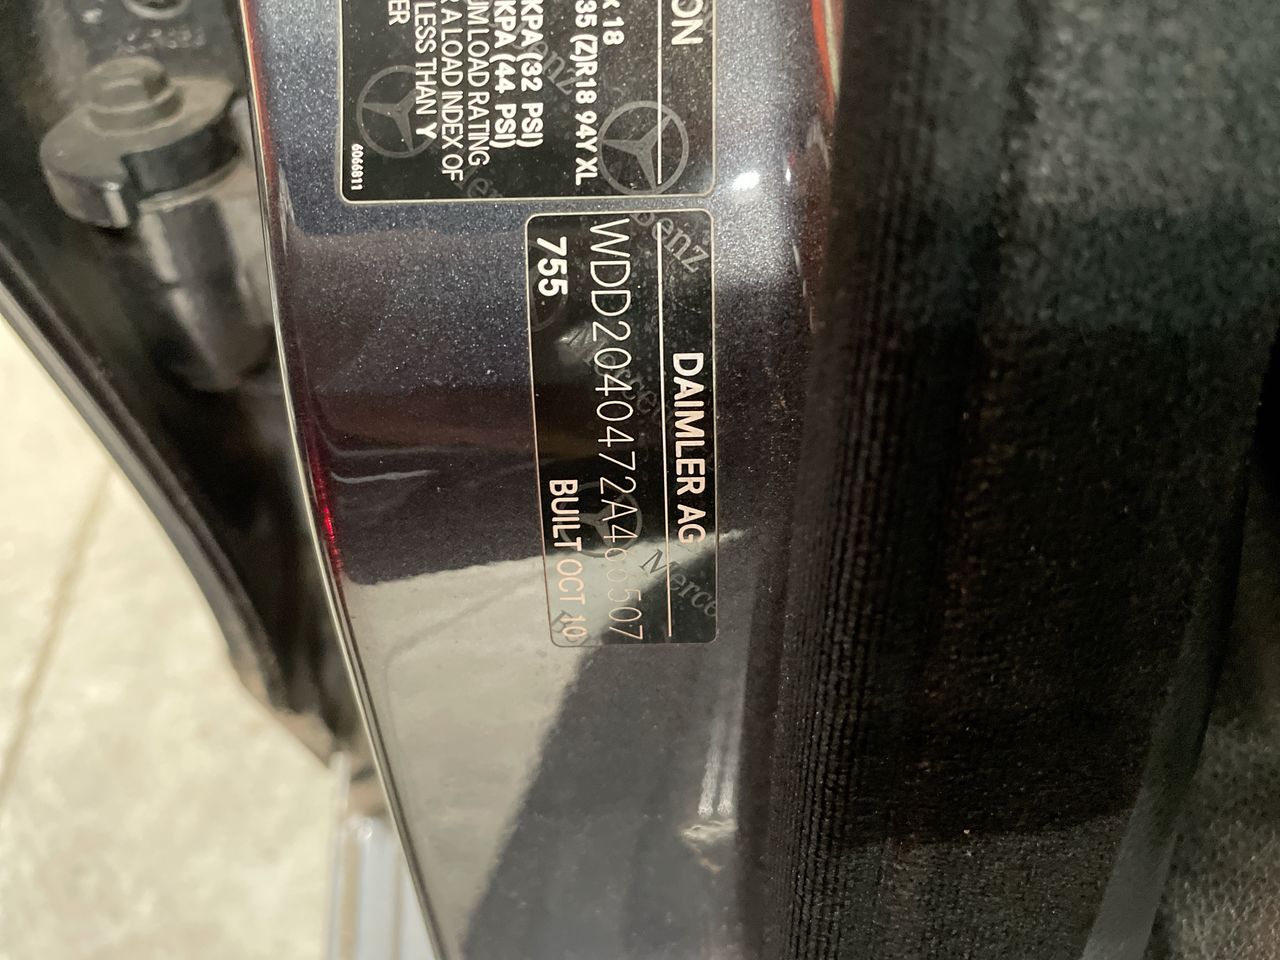 ON
x 18
35 (Z)R18 94Y XL
KPA (32 PSI)
KPA (44 PSI)
UM LOAD RATING
R A LOAD INDEX OF
LESS THAN Y
ER
6066811
DAIMLER AG
WDD2040472A466507
755 BUILT OCT 10